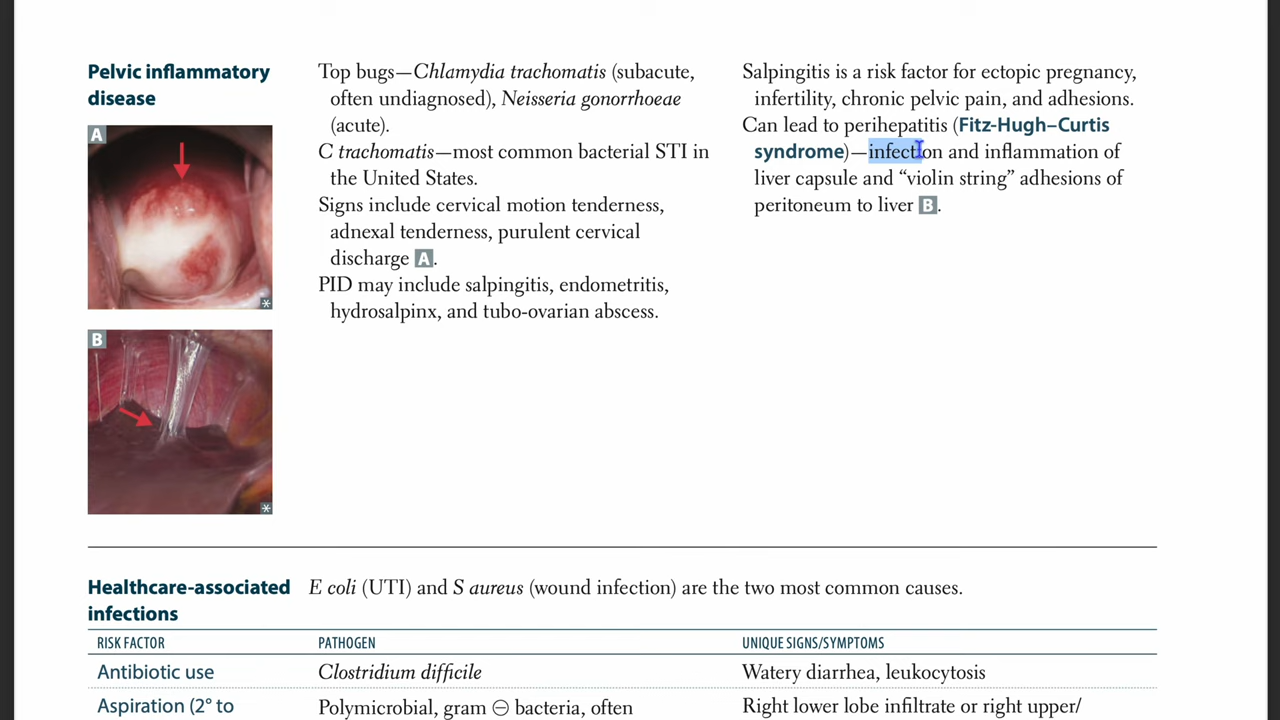 Pelvic inflammatory
disease
A
*
B
*
Top bugs—Chlamydia trachomatis (subacute,
often undiagnosed), Neisseria gonorrhoeae
(acute).
C trachomatis—most common bacterial STI in
the United States.
Signs include cervical motion tenderness,
adnexal tenderness, purulent cervical
discharge A.
PID may include salpingitis, endometritis,
hydrosalpinx, and tubo-ovarian abscess.
Salpingitis is a risk factor for ectopic pregnancy,
infertility, chronic pelvic pain, and adhesions.
Can lead to perihepatitis (Fitz-Hugh–Curtis
syndrome)—infection and inflammation of
liver capsule and “violin string” adhesions of
peritoneum to liver B.
Healthcare-associated
infections
E coli (UTI) and S aureus (wound infection) are the two most common causes.
RISK FACTOR PATHOGEN UNIQUE SIGNS/SYMPTOMS
Antibiotic use Clostridium difficile Watery diarrhea, leukocytosis
Aspiration (2° to Polymicrobial, gram ⊖ bacteria, often Right lower lobe infiltrate or right upper/